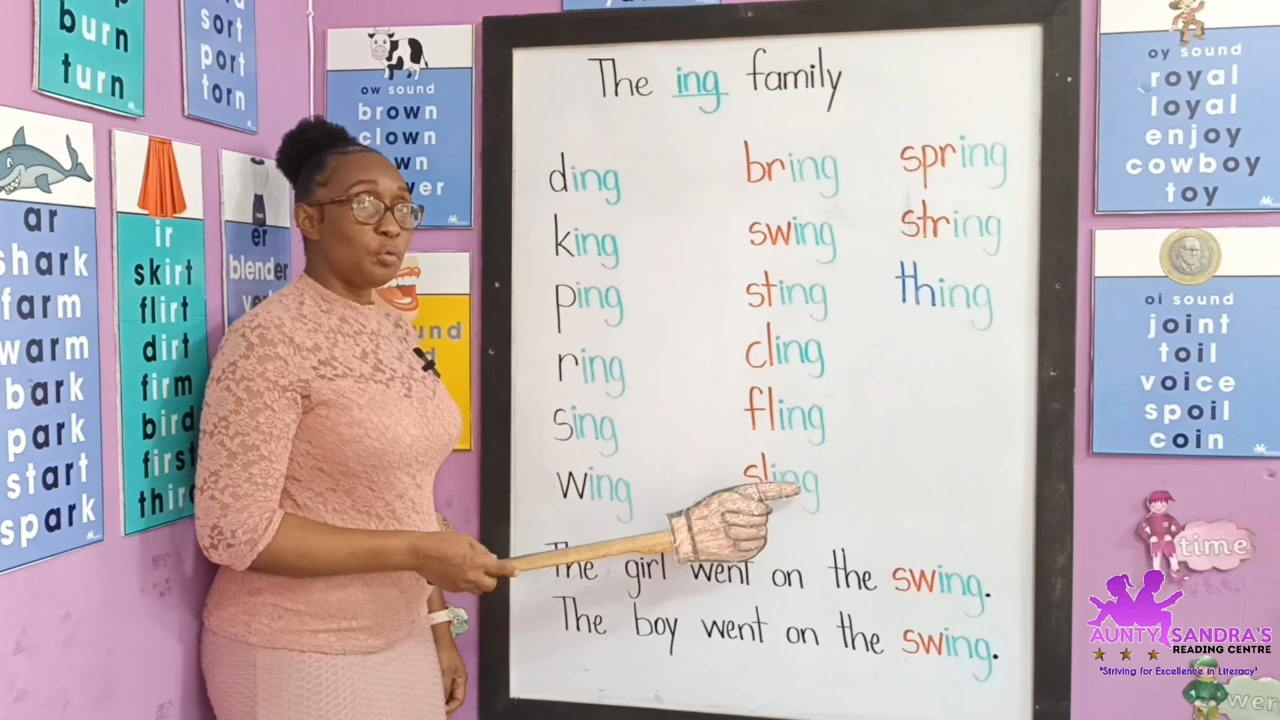 burn
turn
sort
port
torn
ow sound
brown
clown
oy sound
royal
loyal
enjoy
cowboy
toy
ar
shark
farm
warm
bark
park
start
spark
ir
skirt
flirt
dirt
firm
bird
first
third
er
blender
The ing family
ding
king
ping
ring
sing
wing
bring
swing
sting
cling
fling
sling
spring
string
thing
The girl went on the swing.
The boy went on the swing.
oi sound
joint
toil
voice
spoil
coin
time
AUNTY SANDRA'S
READING CENTRE
"Striving for Excellence in Literacy"